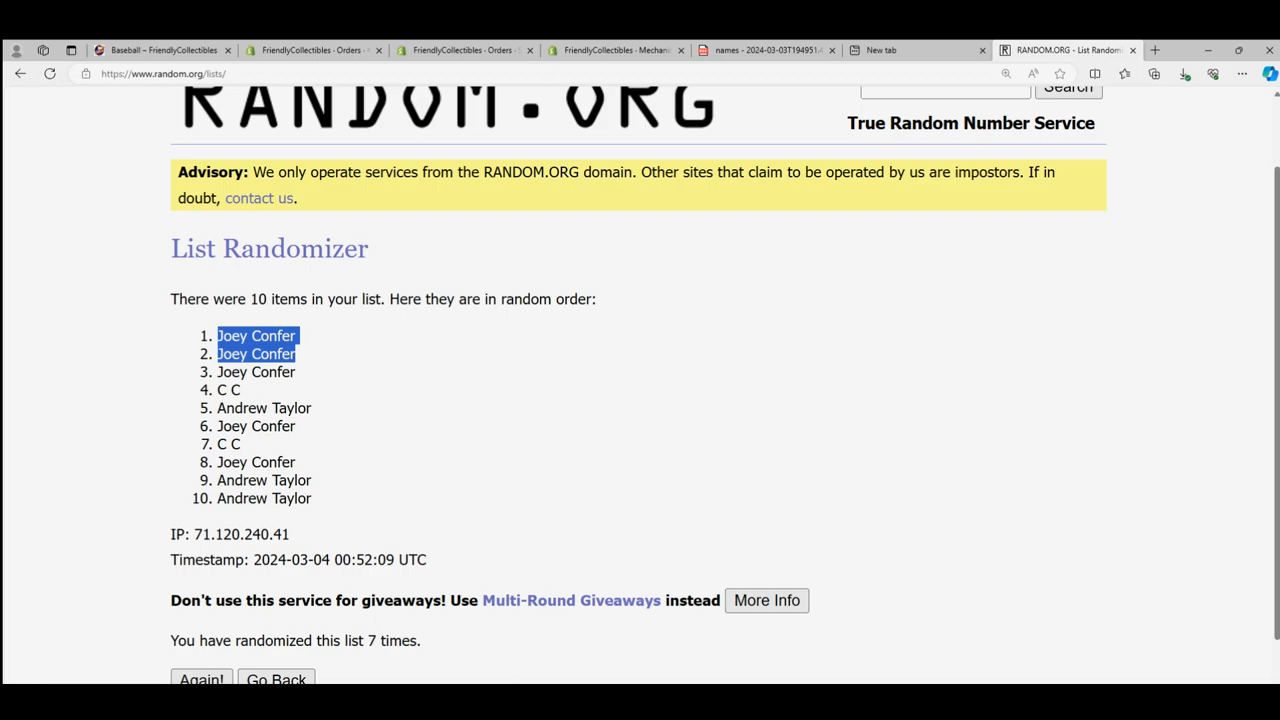 Baseball – FriendlyCollectibles
FriendlyCollectibles · Orders ·
FriendlyCollectibles · Orders · S
FriendlyCollectibles · Mechani
names - 2024-03-03T194951.
New tab
RANDOM.ORG - List Random
https://www.random.org/lists/
RANDOM.ORG
Search
True Random Number Service
Advisory: We only operate services from the RANDOM.ORG domain. Other sites that claim to be operated by us are impostors. If in
doubt, contact us.
List Randomizer
There were 10 items in your list. Here they are in random order:
1. Joey Confer
2. Joey Confer
3. Joey Confer
4. C C
5. Andrew Taylor
6. Joey Confer
7. C C
8. Joey Confer
9. Andrew Taylor
10. Andrew Taylor
IP: 71.120.240.41
Timestamp: 2024-03-04 00:52:09 UTC
Don't use this service for giveaways! Use Multi-Round Giveaways instead More Info
You have randomized this list 7 times.
Again! Go Back